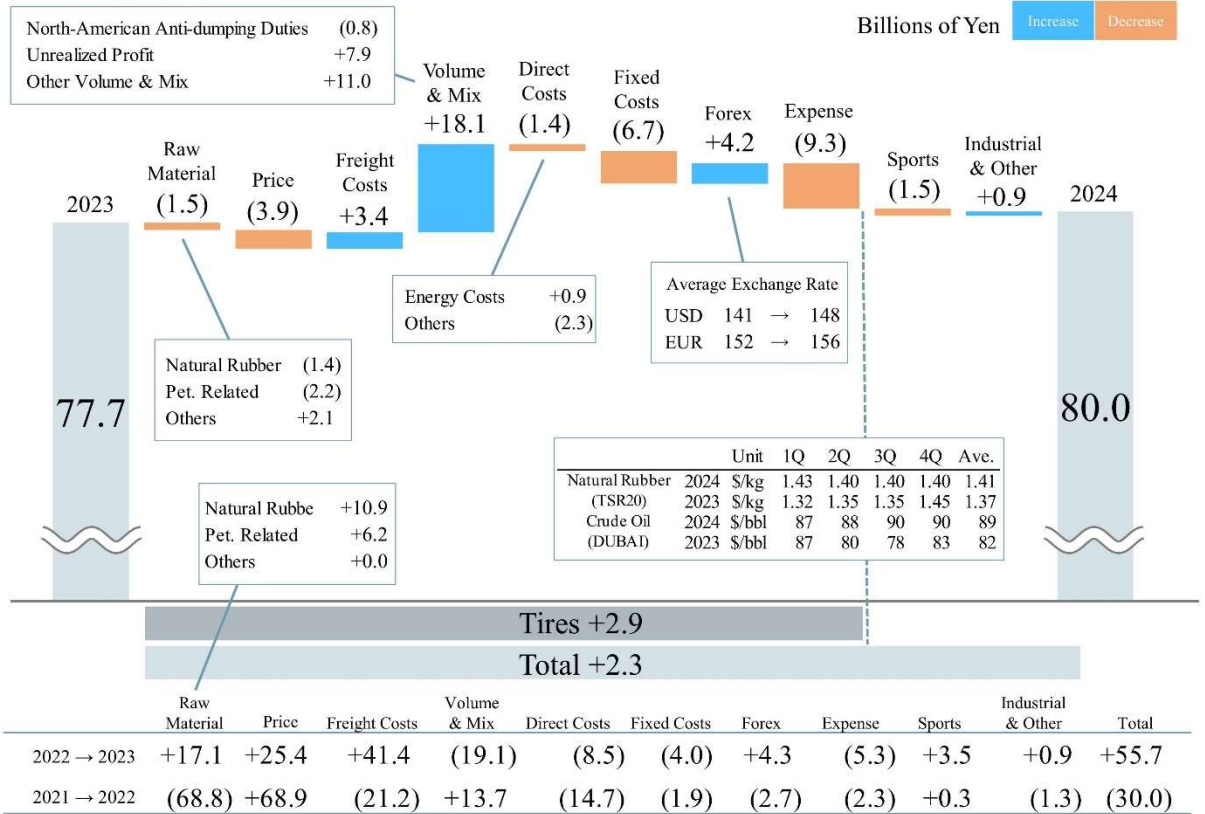 North-American Anti-dumping Duties (0.8)
Unrealized Profit +7.9
Other Volume & Mix +11.0
Billions of Yen Increase Decrease
2023
Raw
Material
(1.5)
Price
(3.9)
Freight
Costs
+3.4
Volume
& Mix
+18.1
Direct
Costs
(1.4)
Fixed
Costs
(6.7)
Forex
+4.2
Expense
(9.3)
Sports
(1.5)
Industrial
& Other
+0.9
2024
Energy Costs +0.9
Others (2.3)
Average Exchange Rate
USD 141 → 148
EUR 152 → 156
Natural Rubber (1.4)
Pet. Related (2.2)
Others +2.1
77.7
80.0
Unit 1Q 2Q 3Q 4Q Ave.
Natural Rubber 2024 $/kg 1.43 1.40 1.40 1.40 1.41
(TSR20) 2023 $/kg 1.32 1.35 1.35 1.45 1.37
Crude Oil 2024 $/bbl 87 88 90 90 89
(DUBAI) 2023 $/bbl 87 80 78 83 82
Natural Rubbe +10.9
Pet. Related +6.2
Others +0.0
Tires +2.9
Total +2.3
Raw
Material Price Freight Costs Volume
& Mix Direct Costs Fixed Costs Forex Expense Sports Industrial
& Other Total
2022 → 2023 +17.1 +25.4 +41.4 (19.1) (8.5) (4.0) +4.3 (5.3) +3.5 +0.9 +55.7
2021 → 2022 (68.8) +68.9 (21.2) +13.7 (14.7) (1.9) (2.7) (2.3) +0.3 (1.3) (30.0)